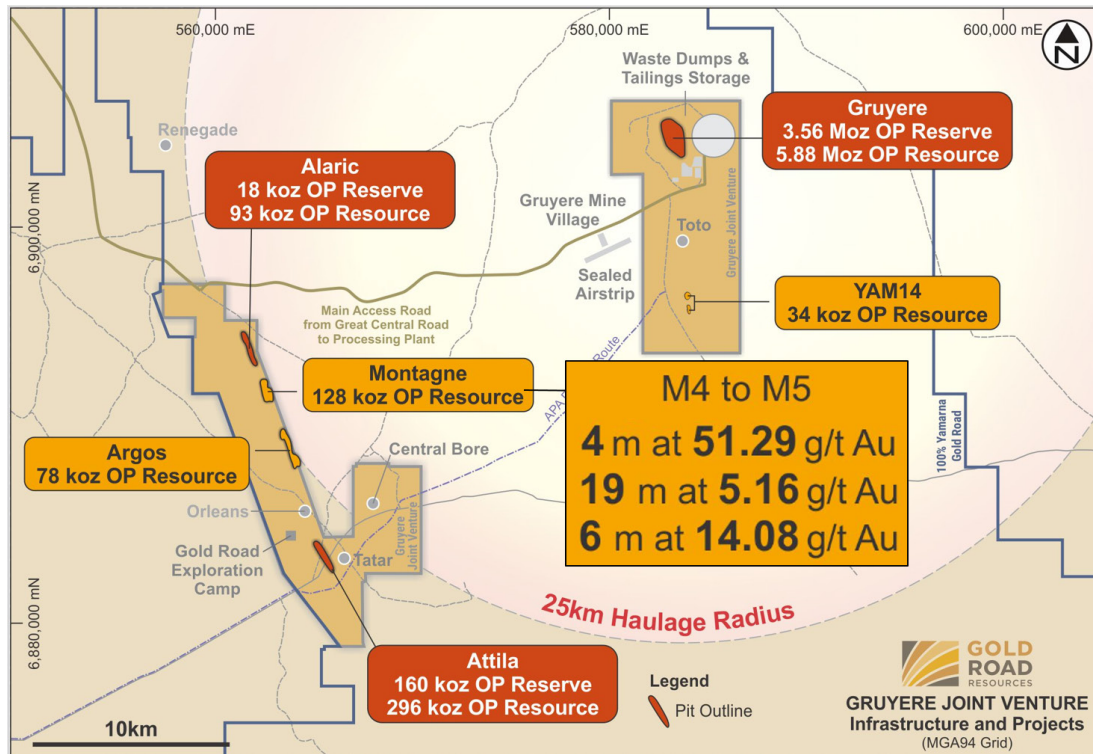 560,000 mE
580,000 mE
600,000 mE
N
Waste Dumps &
Tailings Storage
Gruyere
3.56 Moz OP Reserve
5.88 Moz OP Resource
Renegade
Alaric
18 koz OP Reserve
93 koz OP Resource
Gruyere Mine
Village
Gruyere Joint Venture
Toto
6,900,000 mN
Sealed
Airstrip
YAM14
34 koz OP Resource
Main Access Road
from Great Central Road
to Processing Plant
Route
APA
Montagne
128 koz OP Resource
M4 to M5
4 m at 51.29 g/t Au
19 m at 5.16 g/t Au
6 m at 14.08 g/t Au
100% Yamarna
Gold Road
Argos
78 koz OP Resource
Central Bore
Orleans
Gruyere
Joint Venture
Gold Road
Exploration
Camp
Tatar
25km Haulage Radius
6,880,000 mN
Attila
160 koz OP Reserve
296 koz OP Resource
Legend
Pit Outline
GOLD
ROAD
RESOURCES
GRUYERE JOINT VENTURE
Infrastructure and Projects
(MGA94 Grid)
10km